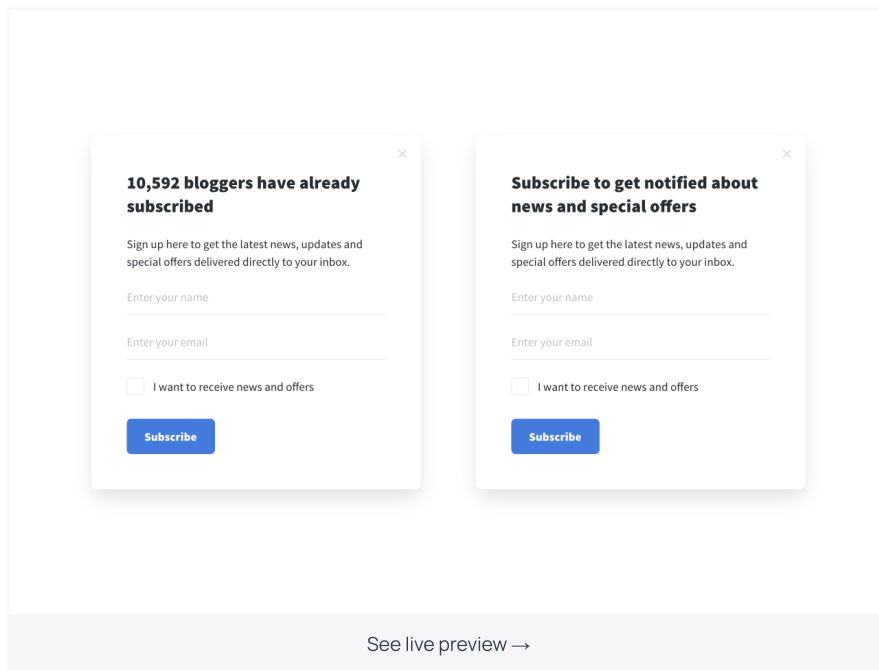 10,592 bloggers have already
subscribed
Sign up here to get the latest news, updates and
special offers delivered directly to your inbox.
Enter your name
Enter your email
I want to receive news and offers
Subscribe
Subscribe to get notified about
news and special offers
Sign up here to get the latest news, updates and
special offers delivered directly to your inbox.
Enter your name
Enter your email
I want to receive news and offers
Subscribe
See live preview →